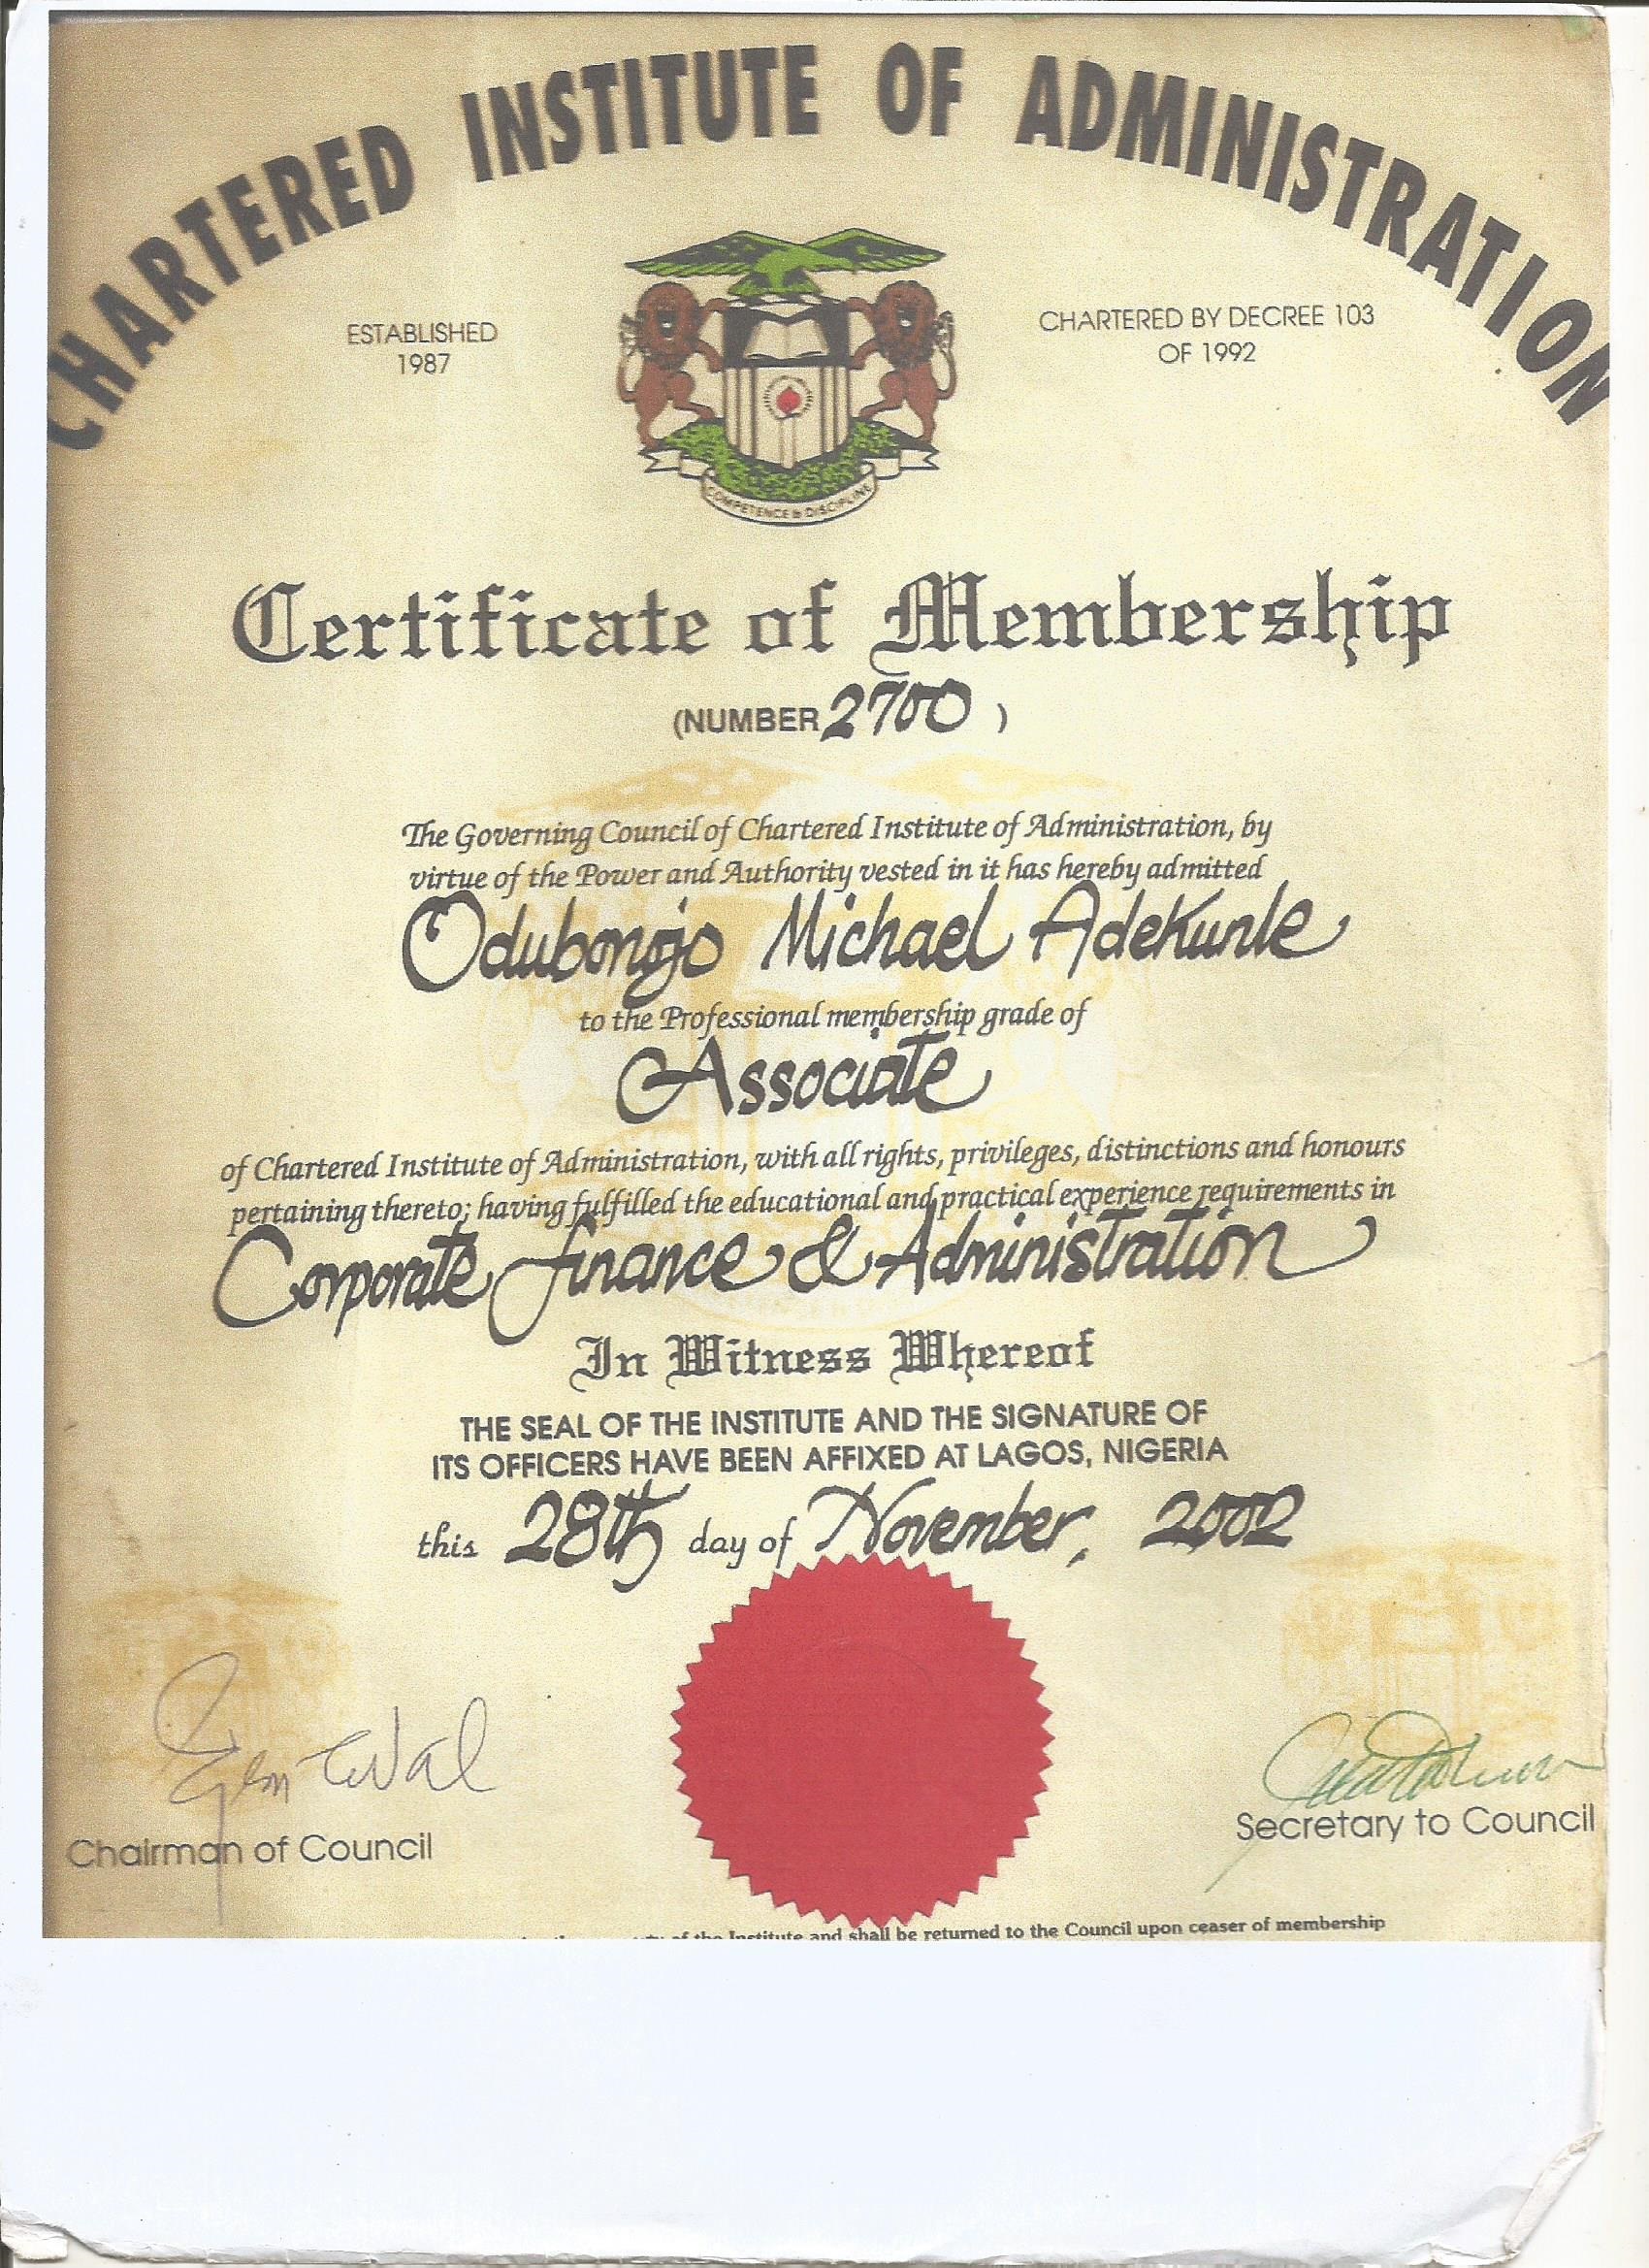 CHARTERED INSTITUTE OF ADMINISTRATION
ESTABLISHED
1987
CHARTERED BY DECREE 103
OF 1992
COMPETENCE & DISCIPLINE
Certificate of Membership
(NUMBER 2700 )
The Governing Council of Chartered Institute of Administration, by
virtue of the Power and Authority vested in it has hereby admitted
Odubonojo Michael Adekunle
to the Professional membership grade of
Associate
of Chartered Institute of Administration, with all rights, privileges, distinctions and honours
pertaining thereto; having fulfilled the educational and practical experience requirements in
Corporate Finance & Administration
In Witness Whereof
THE SEAL OF THE INSTITUTE AND THE SIGNATURE OF
ITS OFFICERS HAVE BEEN AFFIXED AT LAGOS, NIGERIA
this 28th day of November, 2002
Chairman of Council
Secretary to Council
of the Institute and shall be returned to the Council upon ceaser of membership